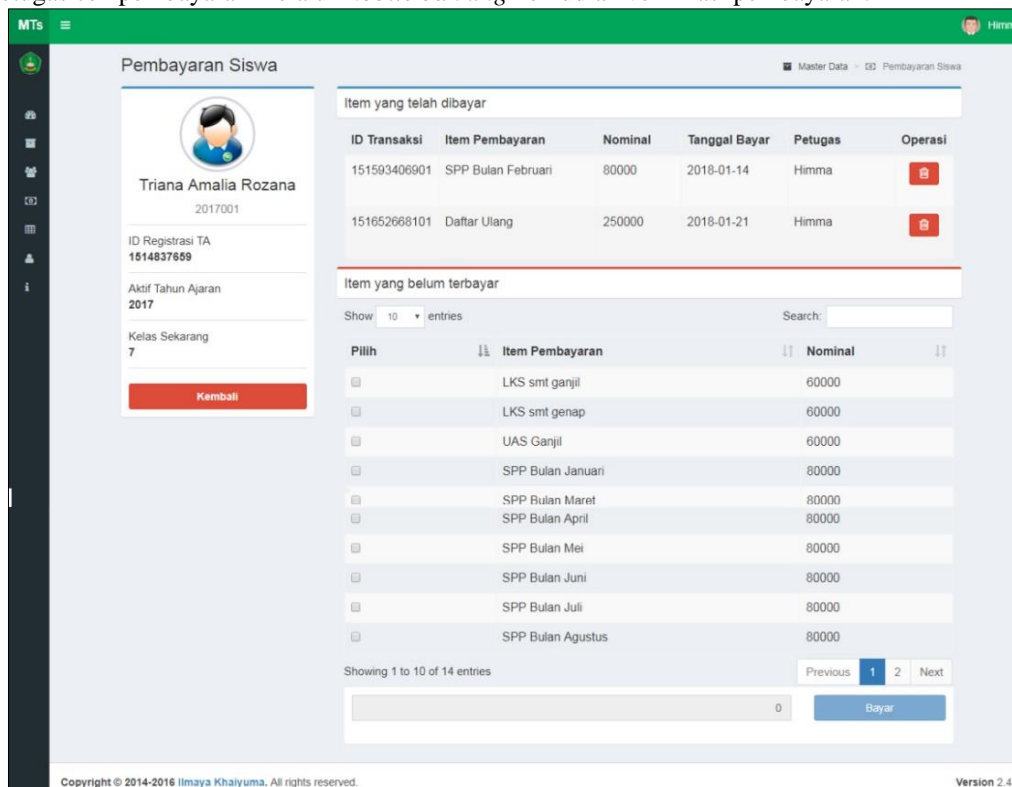 MTs
Himm
Pembayaran Siswa
Master Data > Pembayaran Siswa
Triana Amalia Rozana
2017001
ID Registrasi TA
1514837659
Aktif Tahun Ajaran
2017
Kelas Sekarang
7
Kembali
Item yang telah dibayar
ID Transaksi Item Pembayaran Nominal Tanggal Bayar Petugas Operasi
151593406901 SPP Bulan Februari 80000 2018-01-14 Himma
151652668101 Daftar Ulang 250000 2018-01-21 Himma
Item yang belum terbayar
Show 10 entries Search:
Pilih Item Pembayaran Nominal
LKS smt ganjil 60000
LKS smt genap 60000
UAS Ganjil 60000
SPP Bulan Januari 80000
SPP Bulan Maret 80000
SPP Bulan April 80000
SPP Bulan Mei 80000
SPP Bulan Juni 80000
SPP Bulan Juli 80000
SPP Bulan Agustus 80000
Showing 1 to 10 of 14 entries Previous 1 2 Next
0 Bayar
Copyright © 2014-2016 Ilmaya Khaiyuma. All rights reserved. Version 2.4